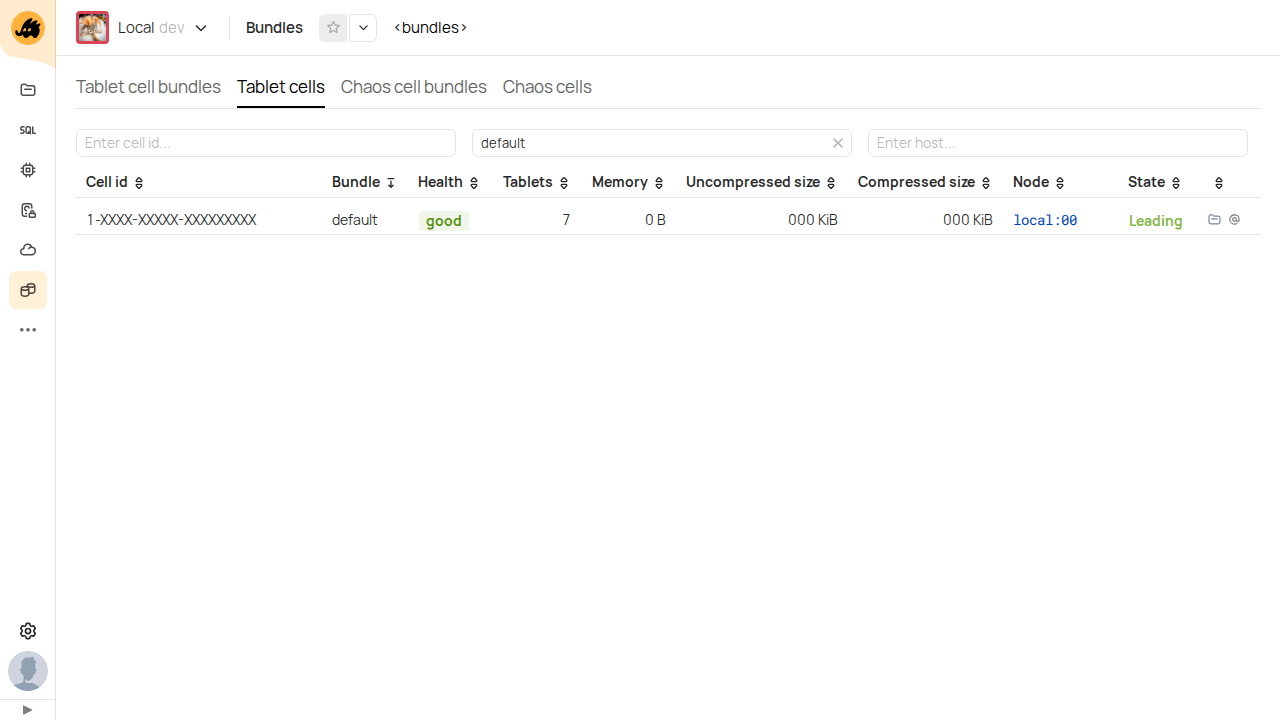 Local dev Bundles <bundles>
Tablet cell bundles Tablet cells Chaos cell bundles Chaos cells
SQL
Enter cell id... default Enter host...
Cell id Bundle Health Tablets Memory Uncompressed size Compressed size Node State
1-XXXX-XXXXX-XXXXXXXXX default good 7 0 B 000 KiB 000 KiB local:00 Leading